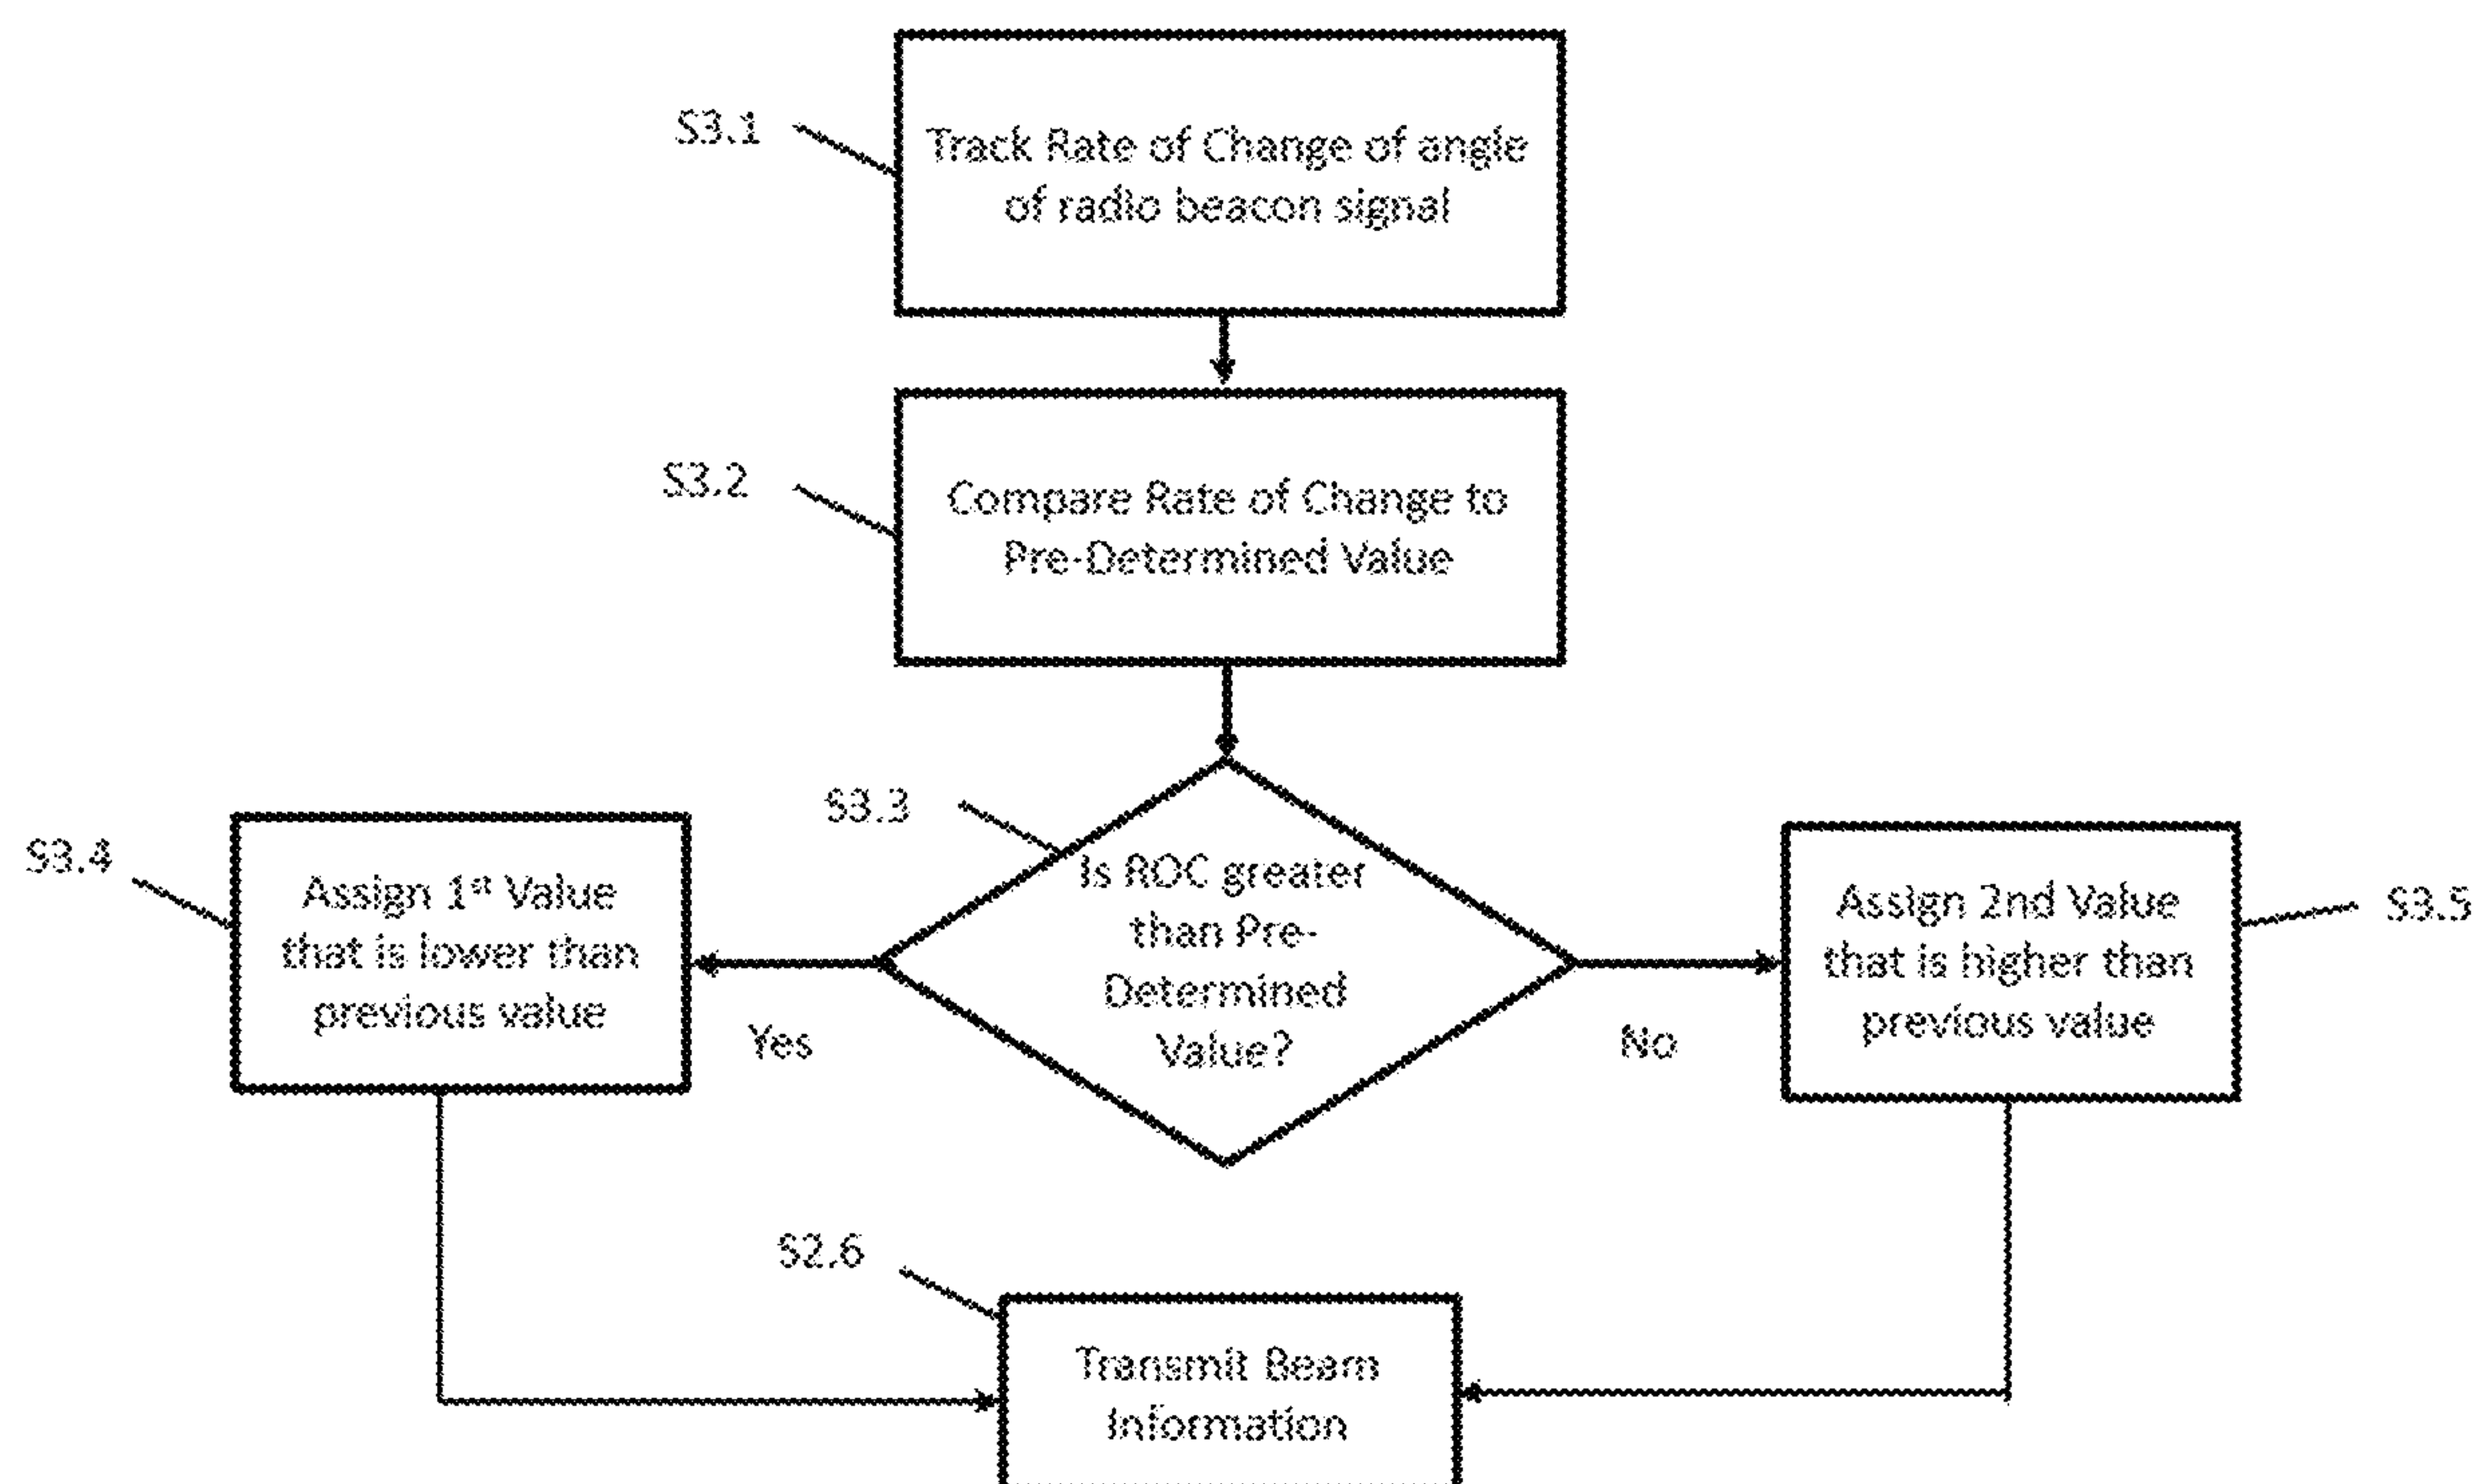 S3.1
Track Rate of Change of angle
of radio beacon signal
S3.2
Compare Rate of Change to
Pre-Determined Value
S3.3
Is ROC greater
than Pre-
Determined
Value?
S3.4
Assign 1st Value
that is lower than
previous value
Yes
No
Assign 2nd Value
that is higher than
previous value
S3.5
S2.6
Transmit Beam
Information